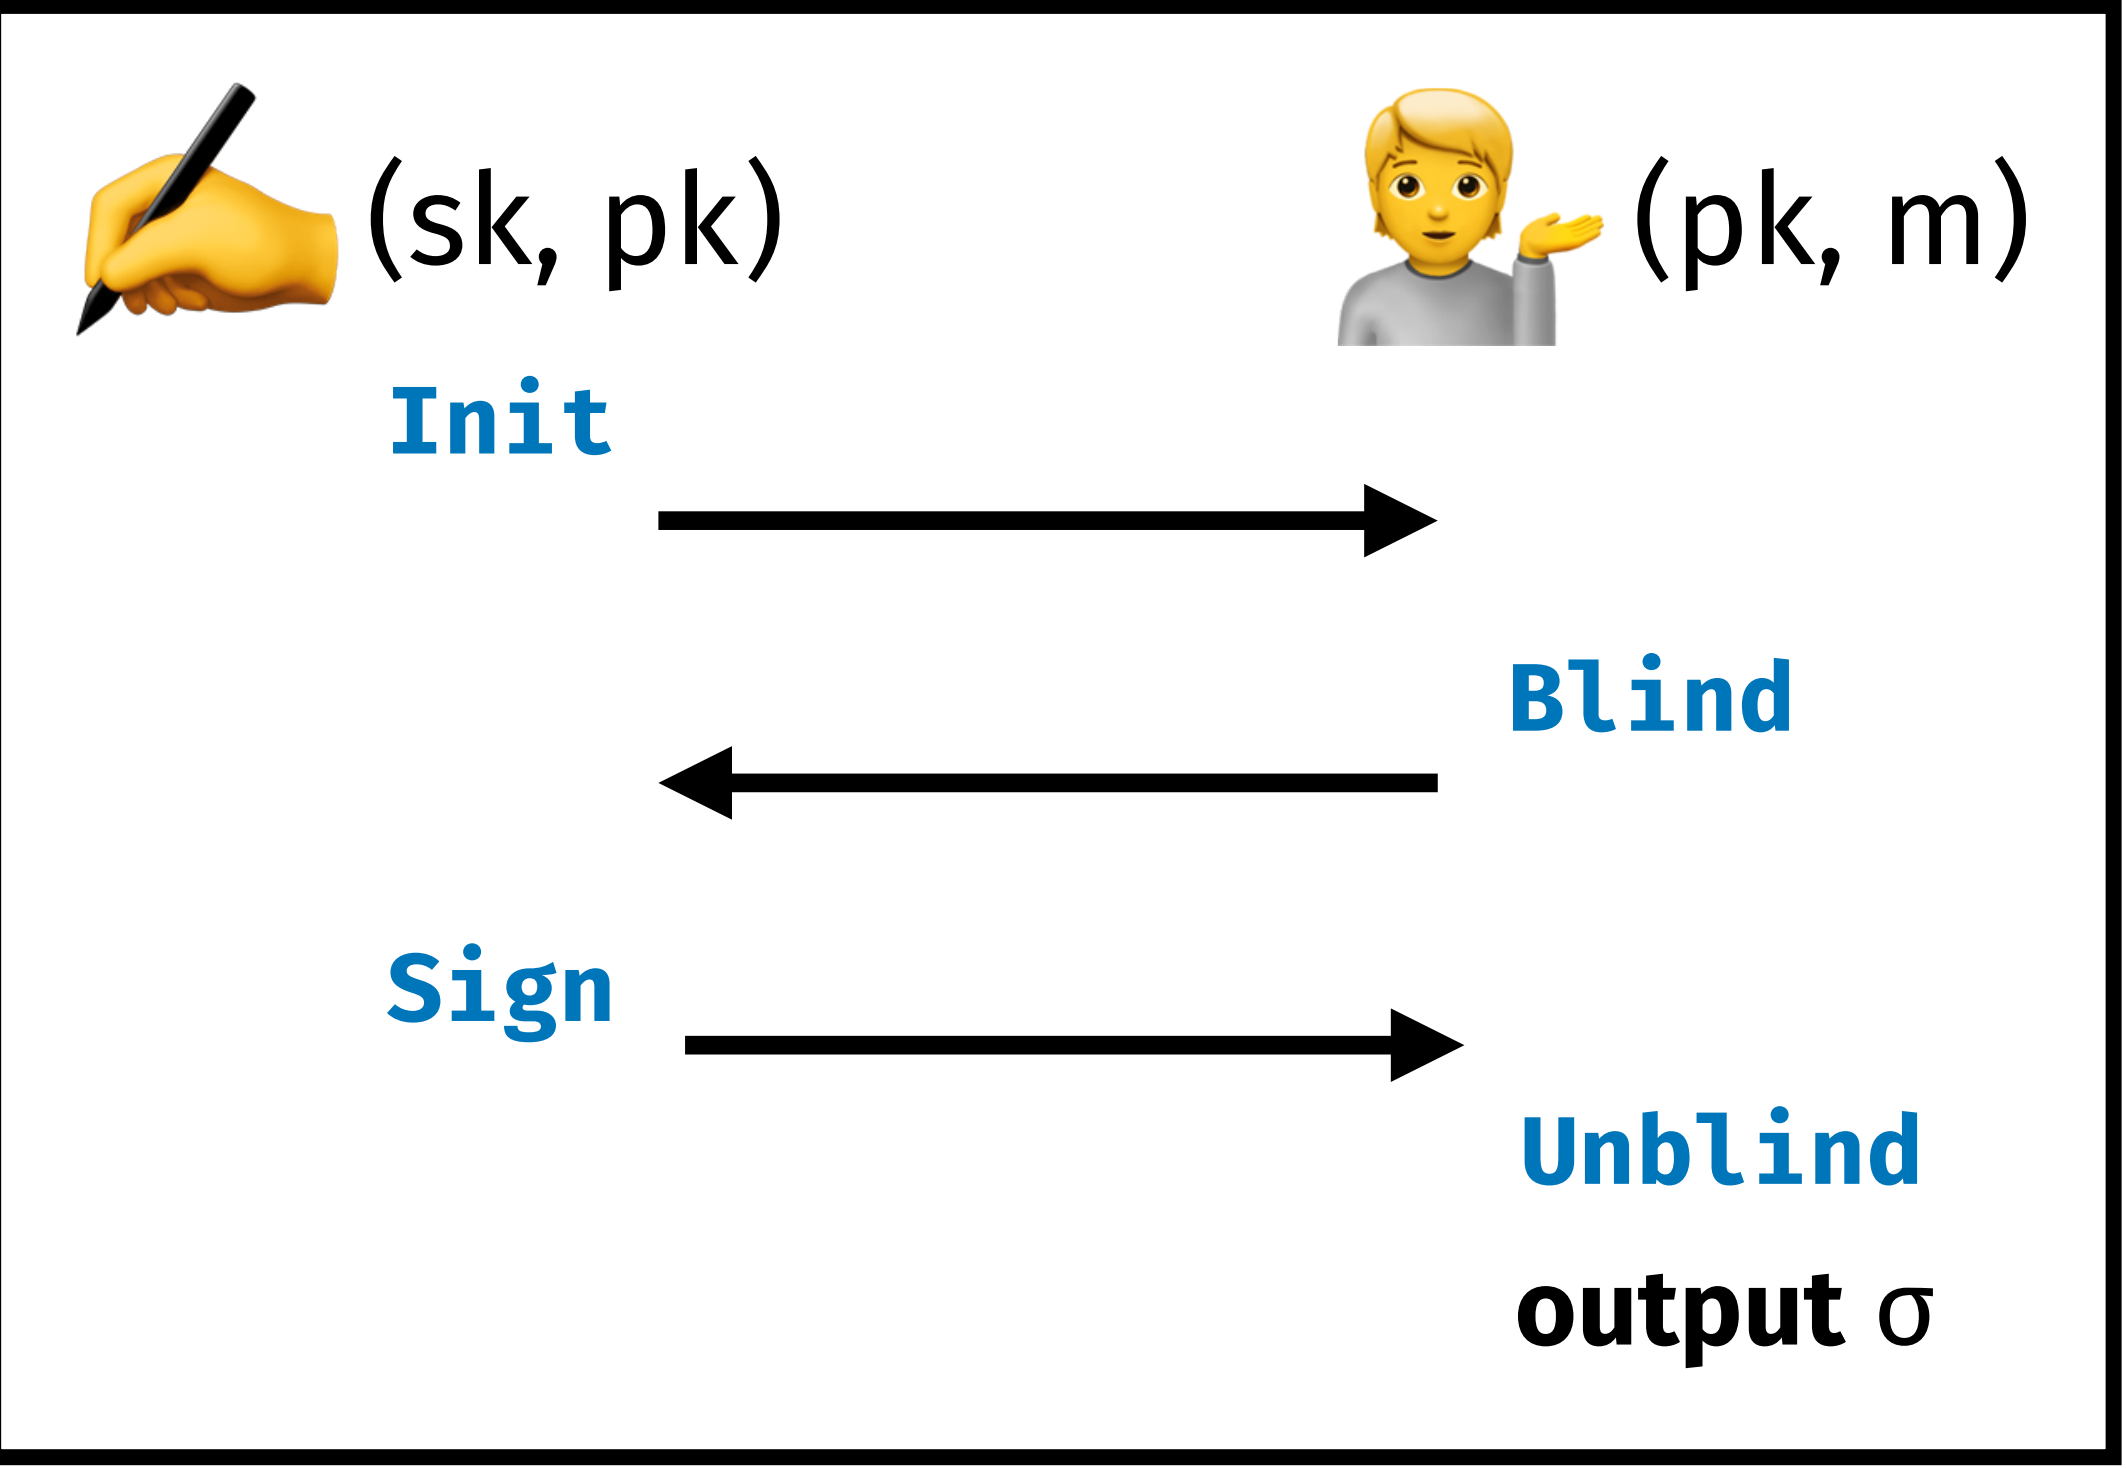 (sk, pk)
(pk, m)
Init
Blind
Sign
Unblind
output σ